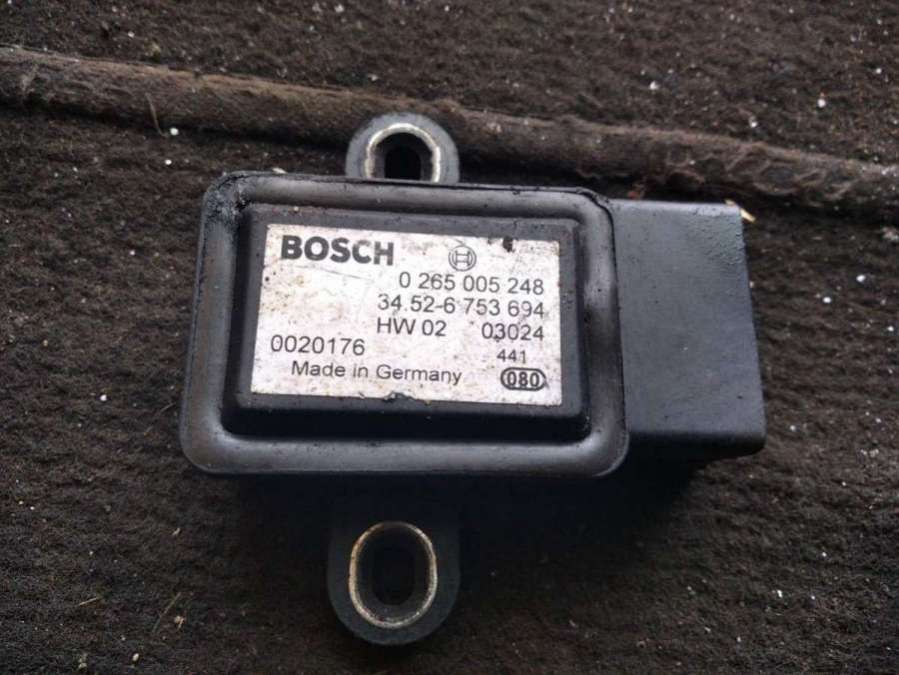 BOSCH
0 265 005 248
34.52-6 753 694
HW 02 03024
0020176 441
Made in Germany 080